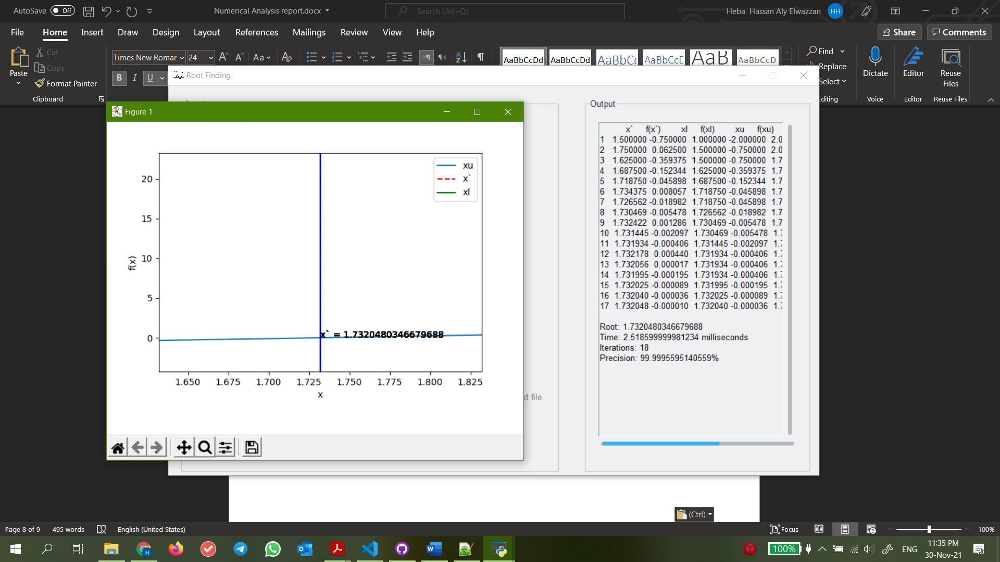 AutoSave Off Numerical Analysis report.docx Search (Alt+Q) Heba Hassan Aly Elwazzan HH
File Home Insert Draw Design Layout References Mailings Review View Help Share Comments
Paste Cut Copy Format Painter Clipboard
Times New Romar 24 A A Aa A
B I U
AaBbCcDd AaBbCcDd AaBbC AaBbCcC AaB AaBbCcD
Find Replace Select Editing
Dictate Voice
Editor Editor
Reuse Files Reuse Files
Root Finding
Figure 1
20
15
10
5
0
f(x)
xu
x`
xl
x` = 1.7320480346679688
1.650 1.675 1.700 1.725 1.750 1.775 1.800 1.825
x
xt file
Output
x` f(x`) xl f(xl) xu f(xu)
1 1.500000 -0.750000 1.000000 -2.000000 2.0
2 1.750000 0.062500 1.500000 -0.750000 2.0
3 1.625000 -0.359375 1.500000 -0.750000 1.7
4 1.687500 -0.152344 1.625000 -0.359375 1.7
5 1.718750 -0.045898 1.687500 -0.152344 1.7
6 1.734375 0.008057 1.718750 -0.045898 1.7
7 1.726562 -0.018982 1.718750 -0.045898 1.7
8 1.730469 -0.005478 1.726562 -0.018982 1.7
9 1.732422 0.001286 1.730469 -0.005478 1.7
10 1.731445 -0.002097 1.730469 -0.005478 1.
11 1.731934 -0.000406 1.731445 -0.002097 1.
12 1.732178 0.000440 1.731934 -0.000406 1.
13 1.732056 0.000017 1.731934 -0.000406 1.
14 1.731995 -0.000195 1.731934 -0.000406 1.
15 1.732025 -0.000089 1.731995 -0.000195 1.
16 1.732040 -0.000036 1.732025 -0.000089 1.
17 1.732048 -0.000010 1.732040 -0.000036 1.
Root: 1.7320480346679688
Time: 2.518599999981234 milliseconds
Iterations: 18
Precision: 99.99955951405​59%
(Ctrl)
Page 8 of 9 495 words English (United States) Focus 100%
100% ENG 11:35 PM
30-Nov-21